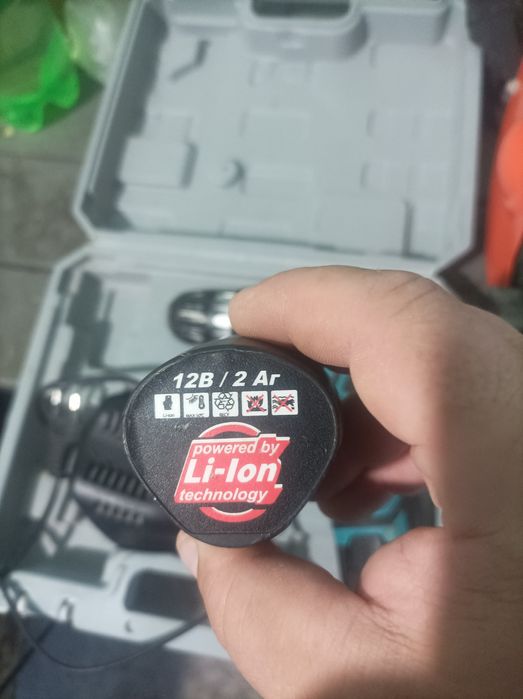 12В / 2 Аг
powered by
Li-Ion
technology